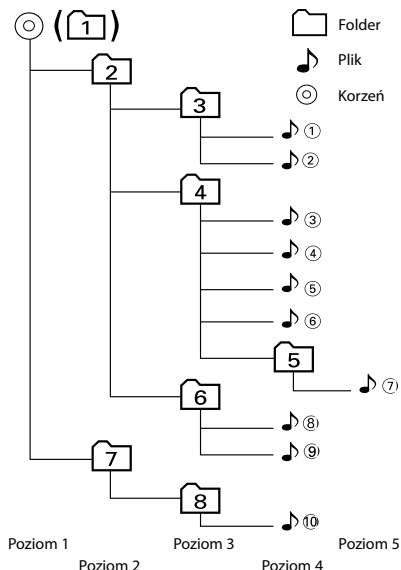 ( 1 )
Folder
2
Plik
Korzeń
3
①
②
4
③
④
⑤
⑥
5
⑦
6
⑧
⑨
7
8
⑩
Poziom 1 Poziom 3 Poziom 5
Poziom 2 Poziom 4